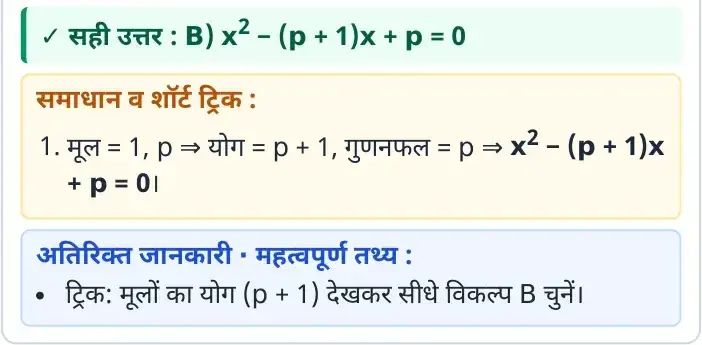 ✓ सही उत्तर : B) x² − (p + 1)x + p = 0
समाधान व शॉर्ट ट्रिक :
1. मूल = 1, p ⇒ योग = p + 1, गुणनफल = p ⇒ x² − (p + 1)x
+ p = 0।
अतिरिक्त जानकारी · महत्वपूर्ण तथ्य :
• ट्रिक: मूलों का योग (p + 1) देखकर सीधे विकल्प B चुनें।